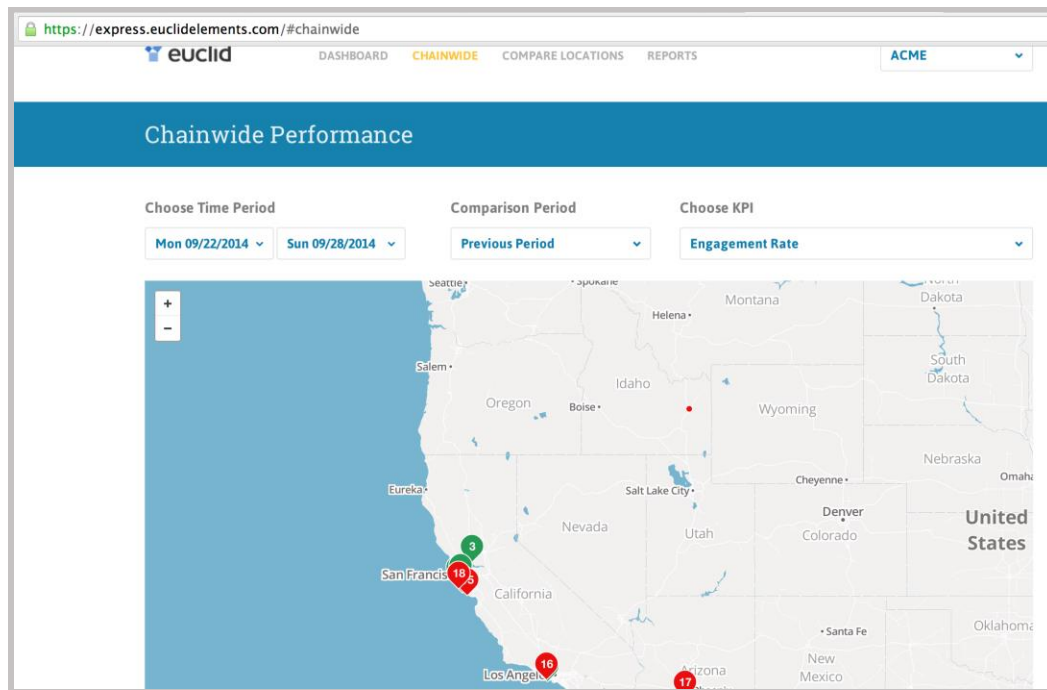 https://express.euclidelements.com/#chainwide
euclid DASHBOARD CHAINWIDE COMPARE LOCATIONS REPORTS ACME
Chainwide Performance
Choose Time Period Comparison Period Choose KPI
Mon 09/22/2014 Sun 09/28/2014 Previous Period Engagement Rate
+
−
Seattle Spokane North
Montana Dakota
Helena
Salem South
Dakota
Idaho
Oregon Boise Wyoming
Nebraska
Eureka Salt Lake City Cheyenne Omaha
Denver United
Nevada Utah Colorado States
3
San Francis 18 5
California
Santa Fe Oklahoma
New
Los Angel 16 Arizona Mexico
17